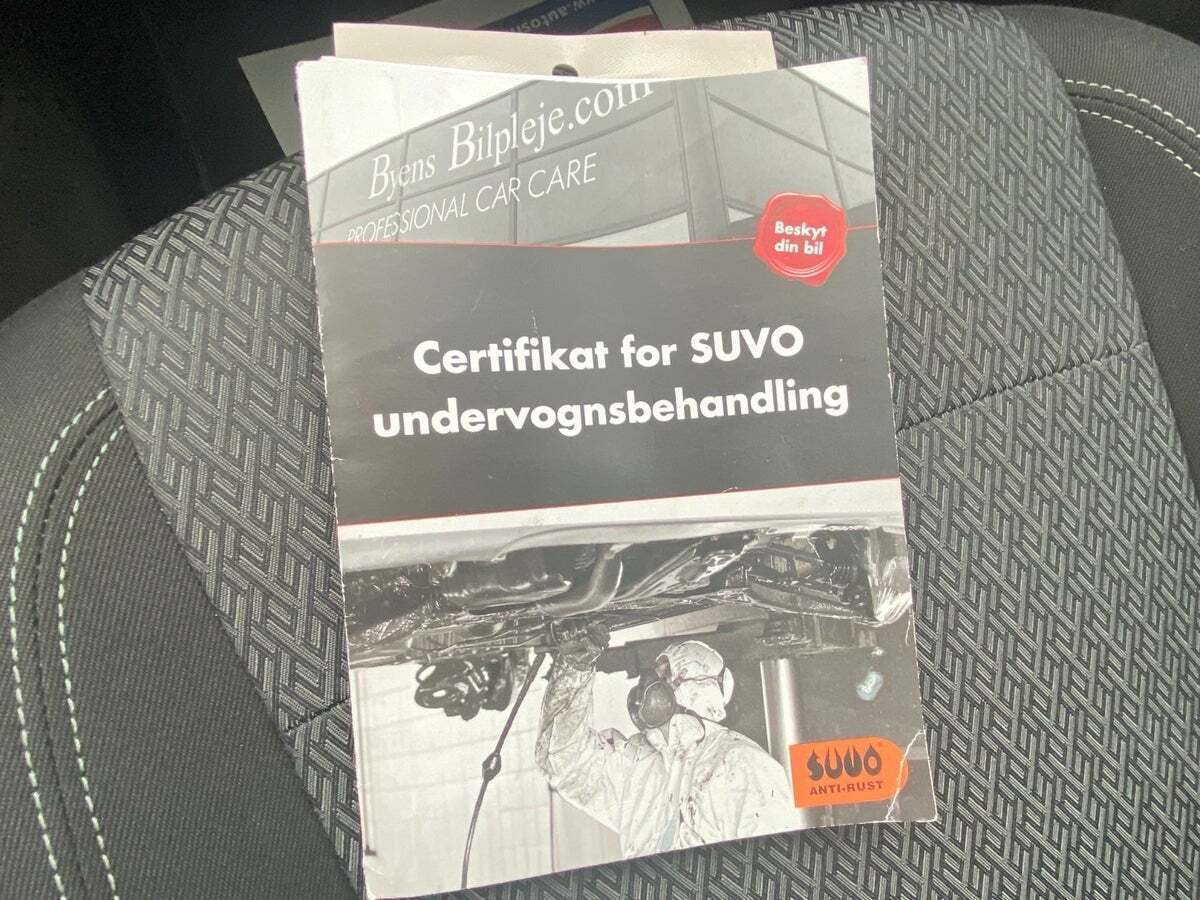 Byens Bilpleje.com
PROFESSIONAL CAR CARE
Beskyt
din bil
Certifikat for SUVO
undervognsbehandling
SUVO
ANTI-RUST